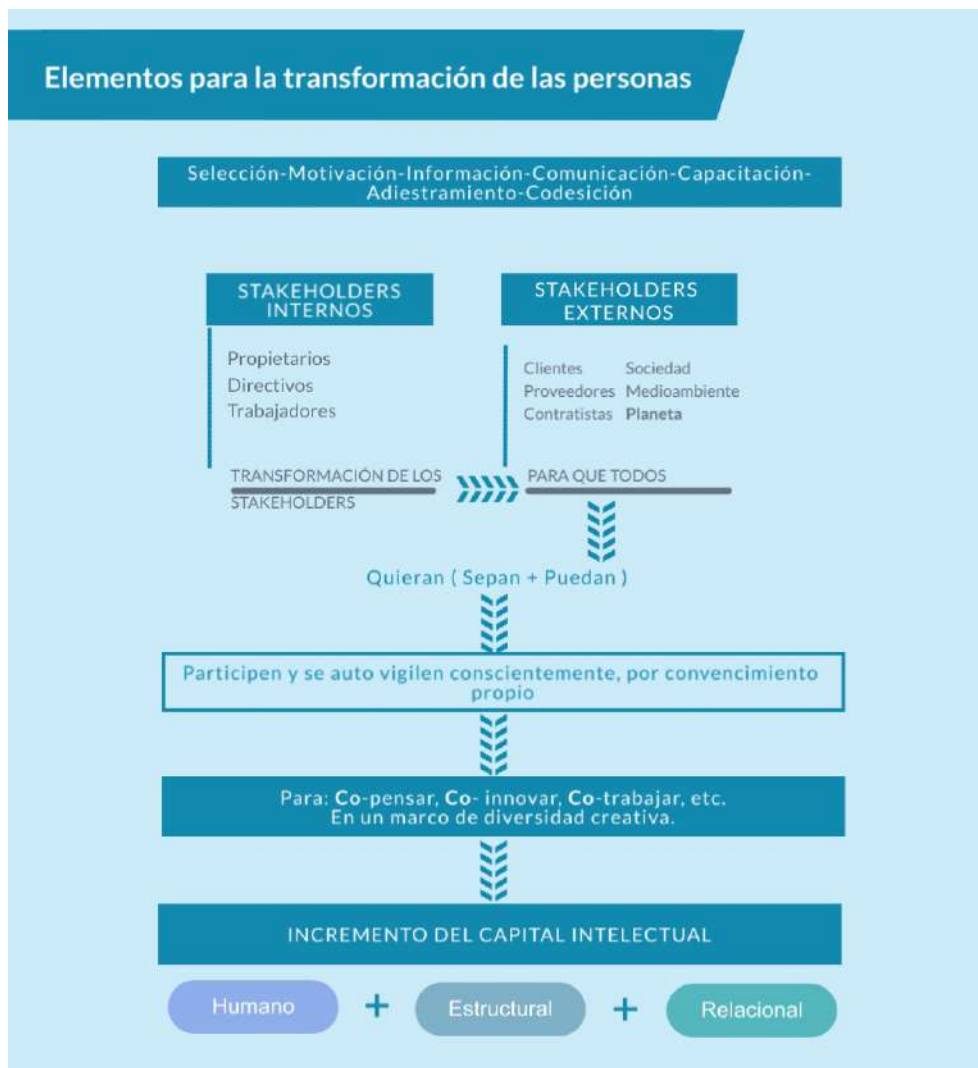 Elementos para la transformación de las personas
Selección-Motivación-Información-Comunicación-Capacitación-
Adiestramiento-Codesición
STAKEHOLDERS
INTERNOS
Propietarios
Directivos
Trabajadores
STAKEHOLDERS
EXTERNOS
Clientes Sociedad
Proveedores Medioambiente
Contratistas Planeta
TRANSFORMACIÓN DE LOS
STAKEHOLDERS
PARA QUE TODOS
Quieran ( Sepan + Puedan )
Participen y se auto vigilen conscientemente, por convencimiento
propio
Para: Co-pensar, Co- innovar, Co-trabajar, etc.
En un marco de diversidad creativa.
INCREMENTO DEL CAPITAL INTELECTUAL
Humano + Estructural + Relacional